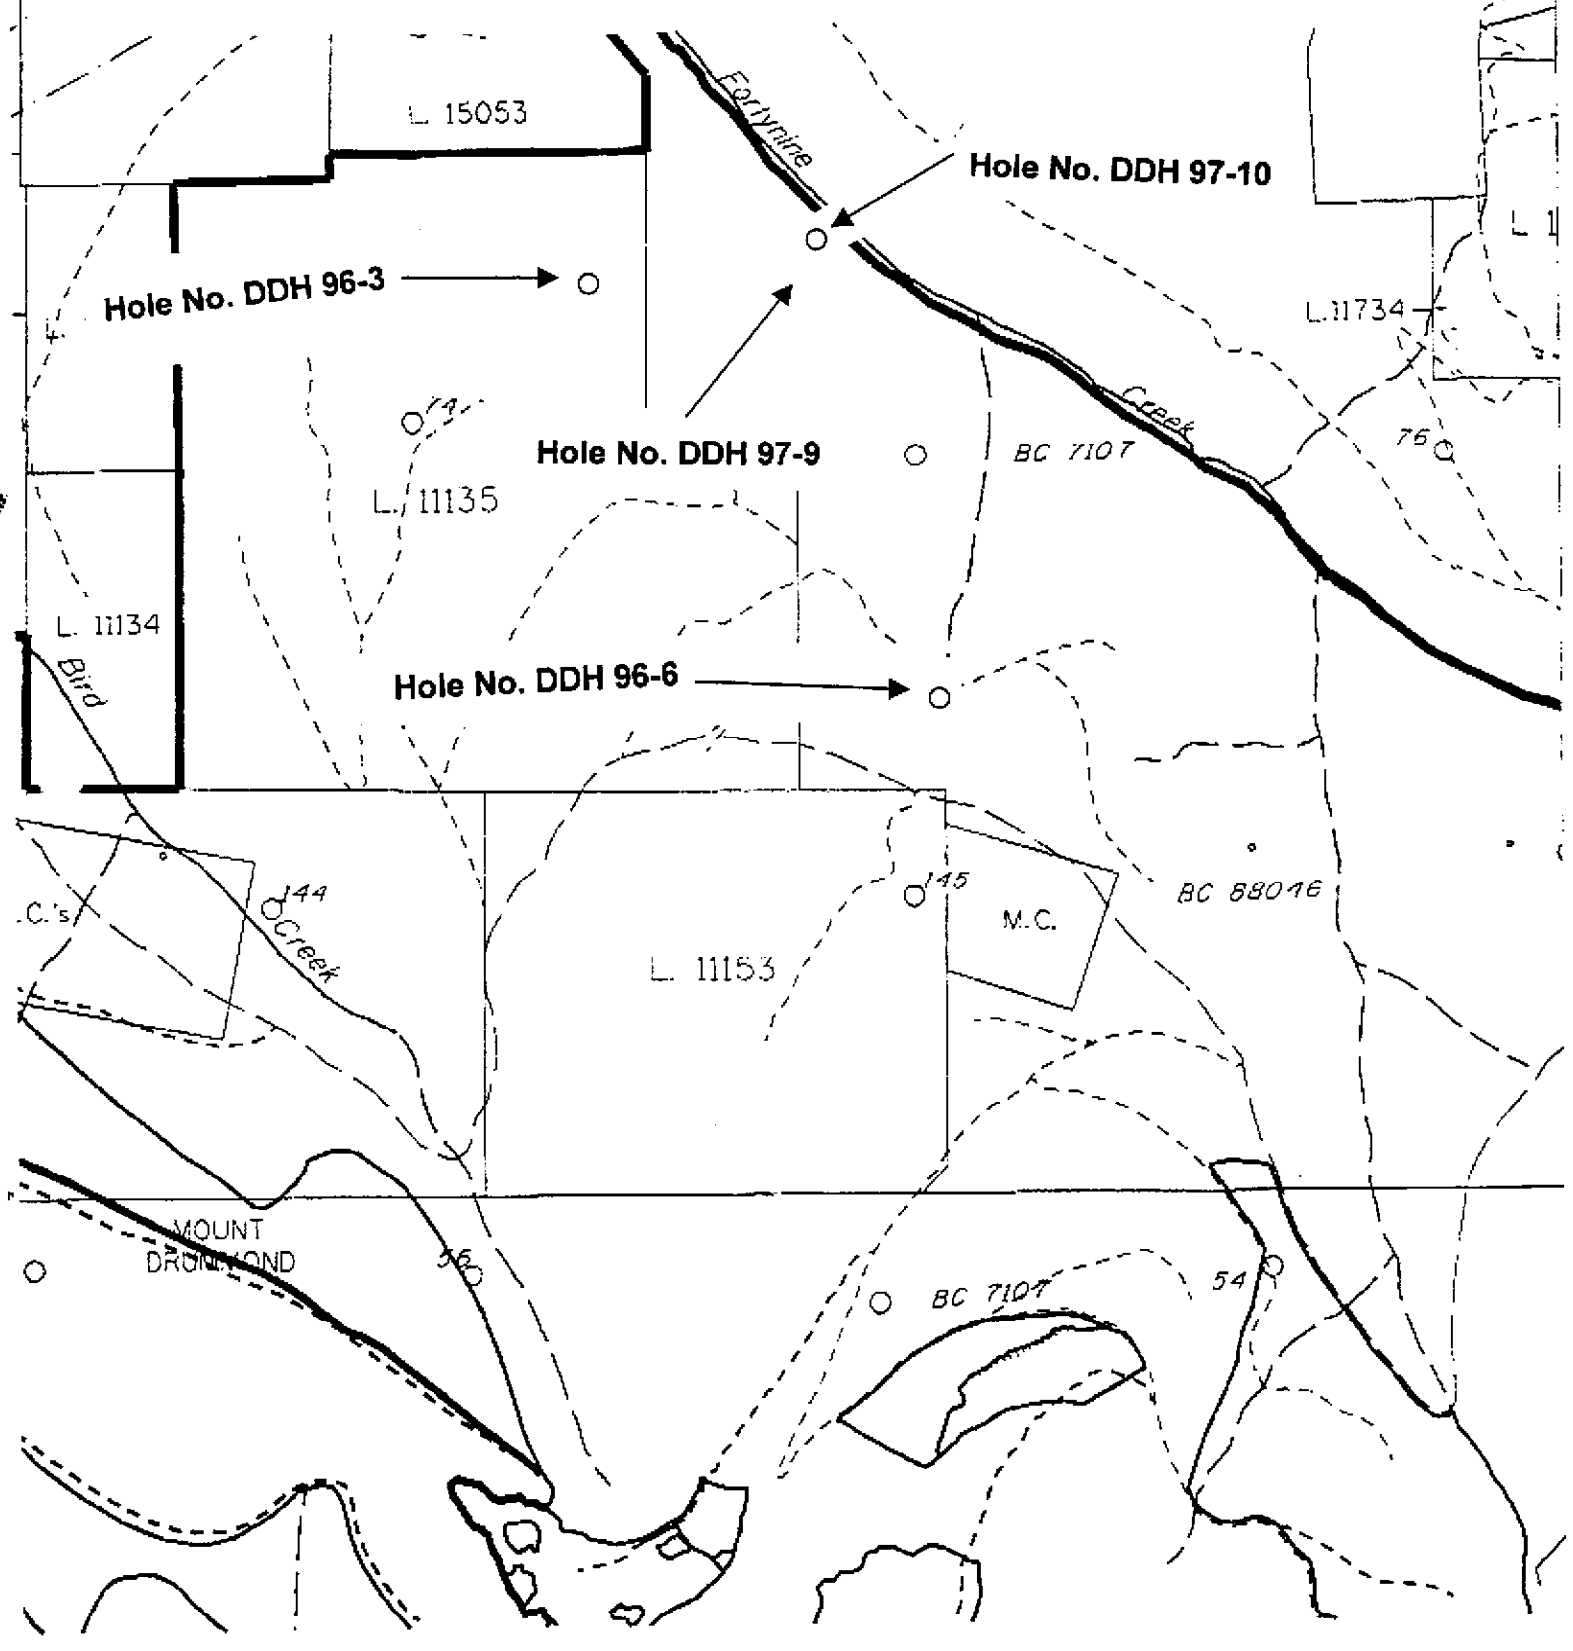 L. 15053
Fortynine
Hole No. DDH 97-10
L. 1
Hole No. DDH 96-3
L.11734
74
Creek
Hole No. DDH 97-9
BC 7107
76
L. 11135
L. 11134
Bird
Hole No. DDH 96-6
144
145
BC 88046
.C.'s
M.C.
Creek
L. 11153
MOUNT
DRUMMOND
56
54
BC 7107